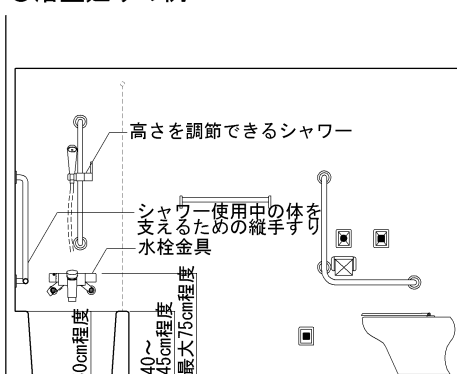 高さを調節できるシャワー
シャワー使用中の体を
支えるための縦手すり
水栓金具
0cm程度
40～
45cm程度
最大75cm程度